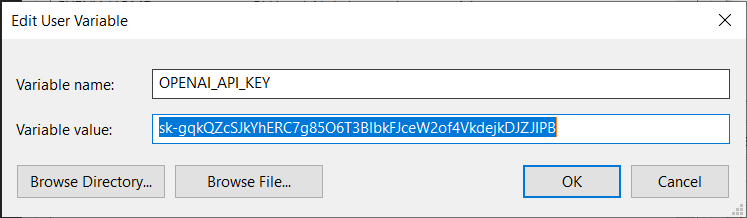 Edit User Variable
Variable name: OPENAI_API_KEY
Variable value: 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
Browse Directory... Browse File... OK Cancel